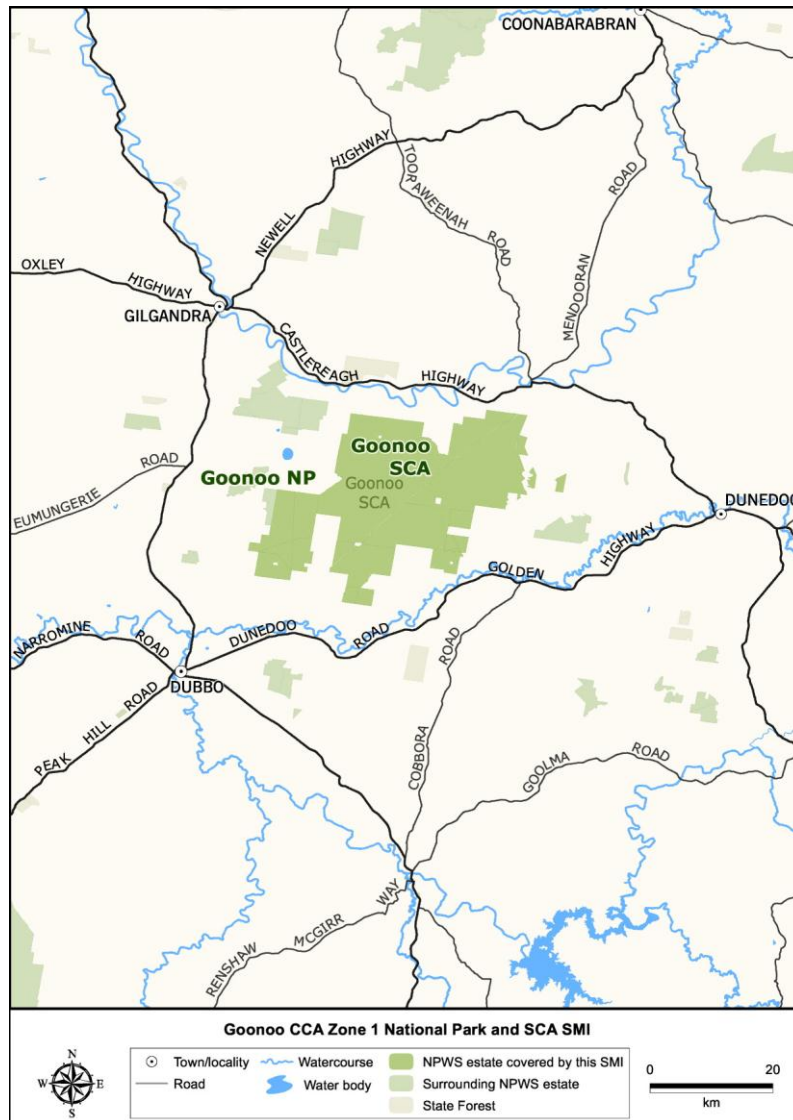 COONABARABRAN
HIGHWAY
NEWELL
TOORAWEENAH
ROAD
ROAD
MENDOORAN
OXLEY
HIGHWAY
GILGANDRA
CASTLEREAGH
HIGHWAY
Goonoo
SCA
Goonoo NP
Goonoo
SCA
ROAD
EUMUNGERIE
DUNEDOO
HIGHWAY
GOLDEN
NARROMINE
ROAD
DUNEDOO
ROAD
ROAD
DUBBO
PEAK HILL ROAD
COBBORA
GOOLMA
ROAD
RENSHAW MCGIRR WAY
Goonoo CCA Zone 1 National Park and SCA SMI
N
W E
S
Town/locality
Road
Watercourse
Water body
NPWS estate covered by this SMI
Surrounding NPWS estate
State Forest
0 20
km